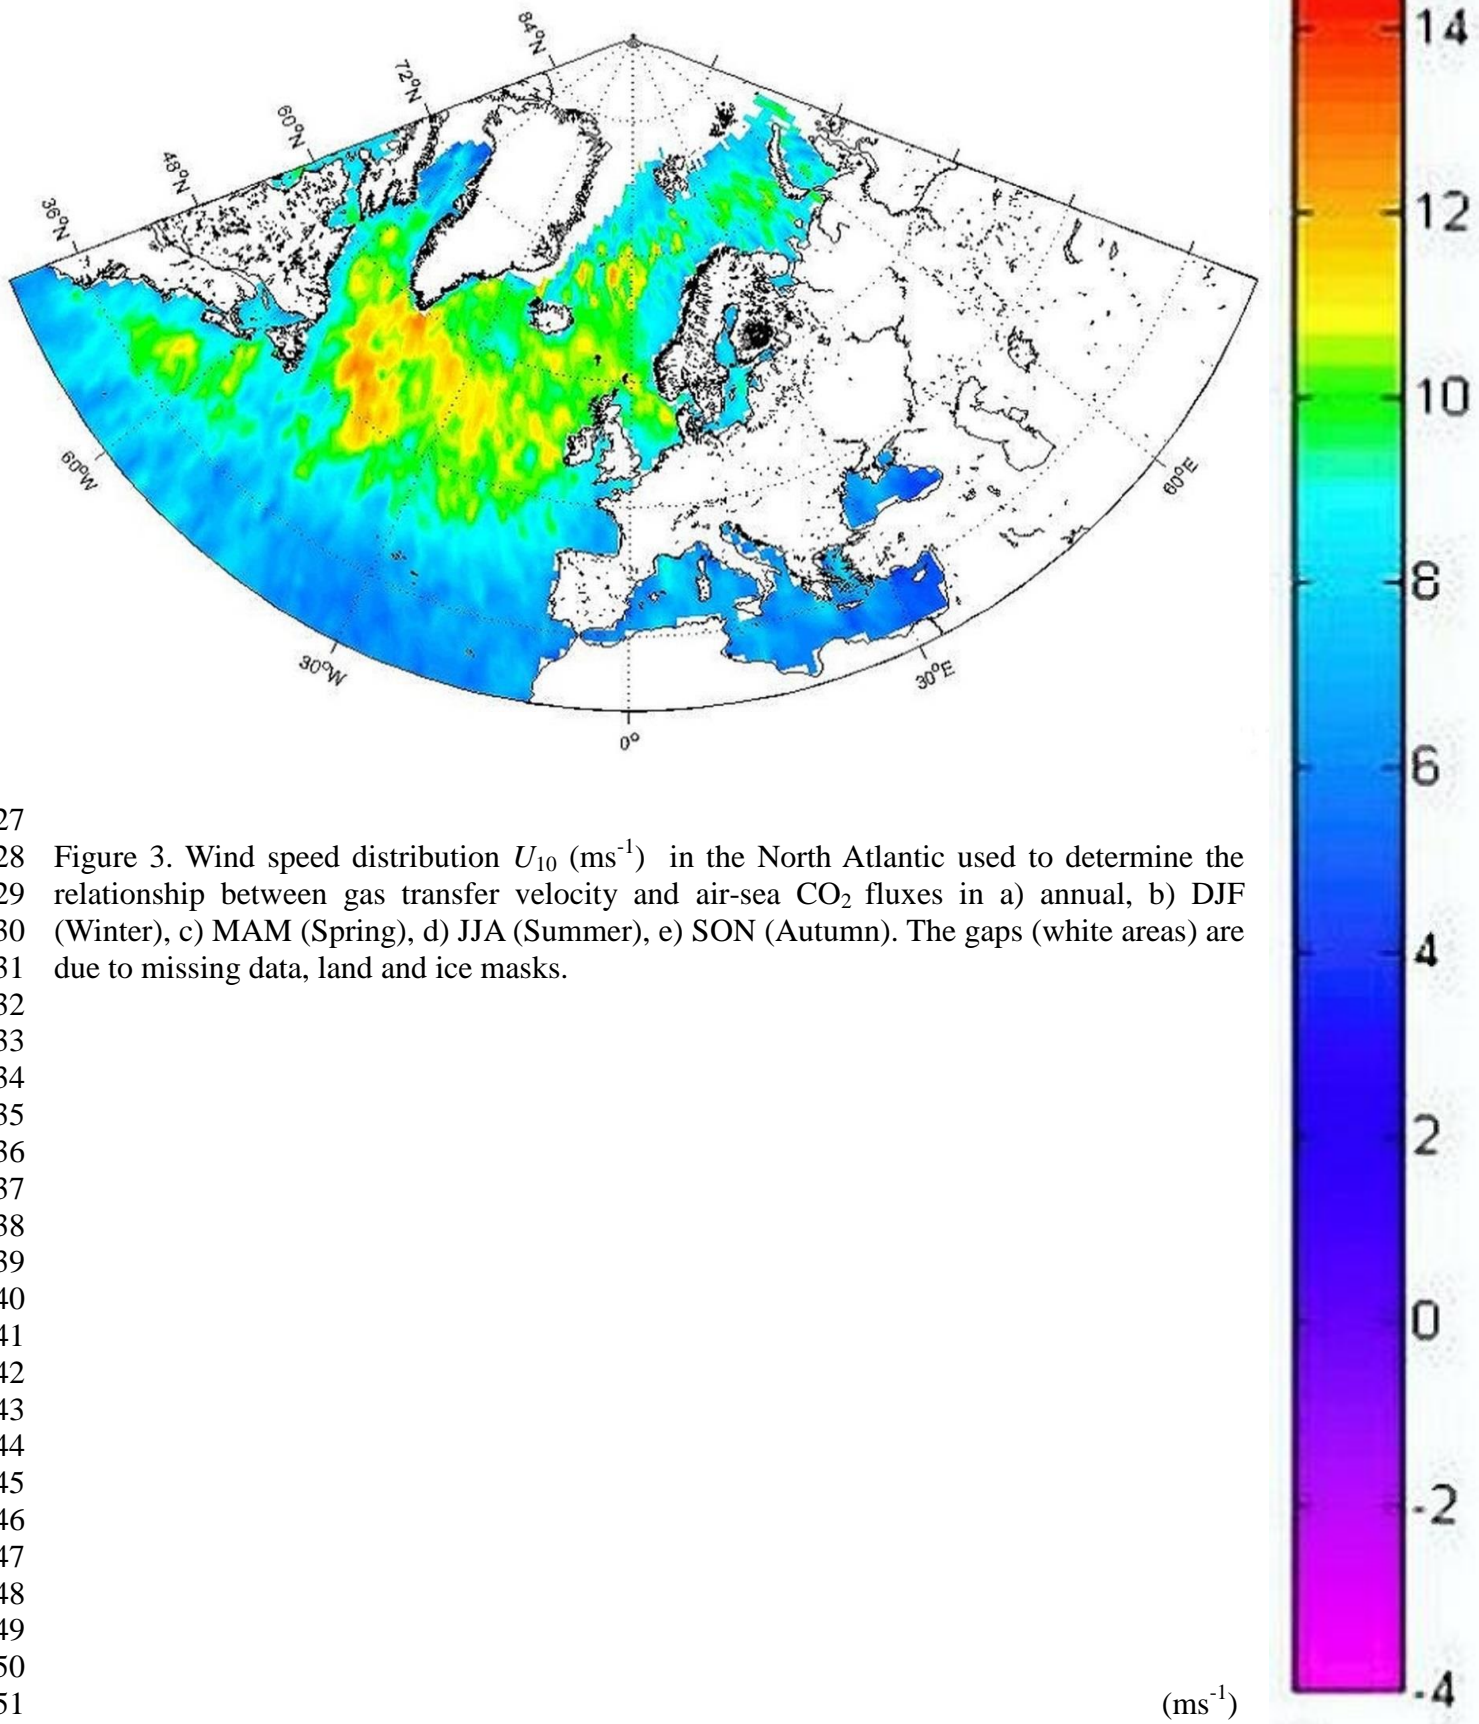 84°N
72°N
60°N
48°N
36°N
60°W
30°W
0°
30°E
60°E
14
12
10
8
6
4
2
0
-2
-4
27
28 Figure 3. Wind speed distribution U10 (ms-1) in the North Atlantic used to determine the
29 relationship between gas transfer velocity and air-sea CO2 fluxes in a) annual, b) DJF
30 (Winter), c) MAM (Spring), d) JJA (Summer), e) SON (Autumn). The gaps (white areas) are
31 due to missing data, land and ice masks.
32
33
34
35
36
37
38
39
40
41
42
43
44
45
46
47
48
49
50
51 (ms-1)